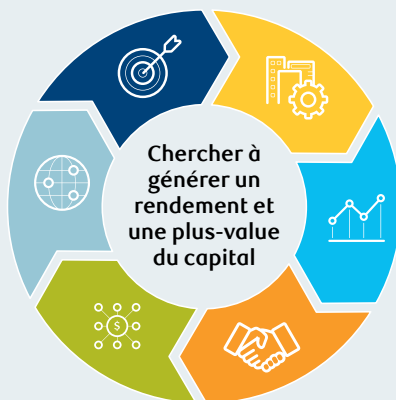 Chercher à
générer un
rendement et
une plus-value
du capital
$